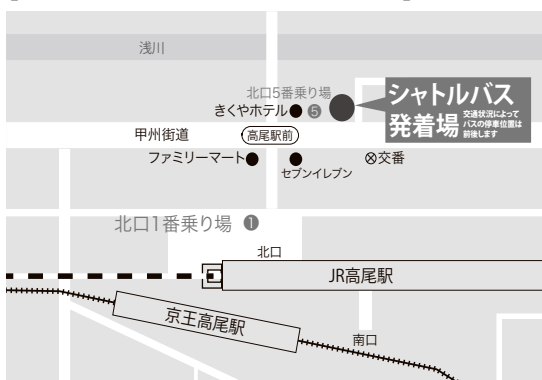 浅川
北口5番乗り場
きくやホテル● ❺
シャトルバス
発着場
交通状況によって
バスの停車位置は
前後します
甲州街道
高尾駅前
ファミリーマート●
セブンイレブン
⊗交番
北口1番乗り場 ❶
北口
JR高尾駅
京王高尾駅
南口